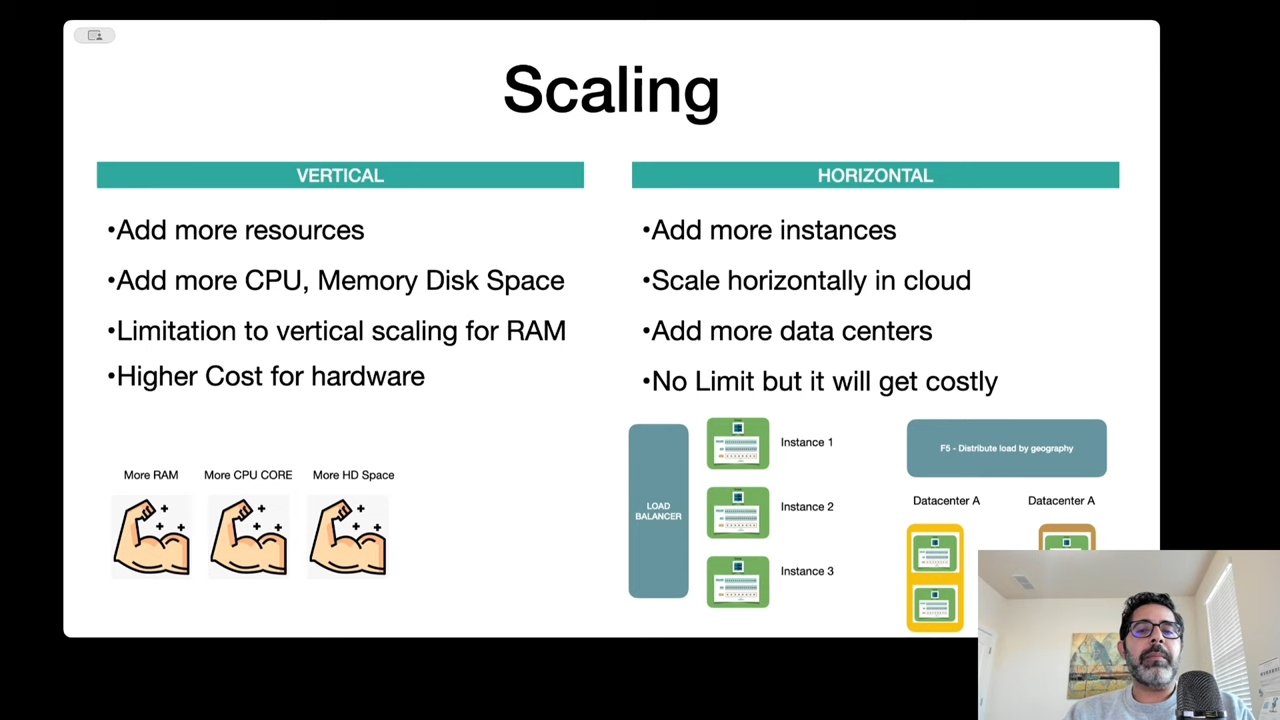 Scaling
VERTICAL
•Add more resources
•Add more CPU, Memory Disk Space
•Limitation to vertical scaling for RAM
•Higher Cost for hardware
More RAM
More CPU CORE
More HD Space
HORIZONTAL
•Add more instances
•Scale horizontally in cloud
•Add more data centers
•No Limit but it will get costly
LOAD
BALANCER
Instance 1
Instance 2
Instance 3
F5 - Distribute load by geography
Datacenter A
Datacenter A